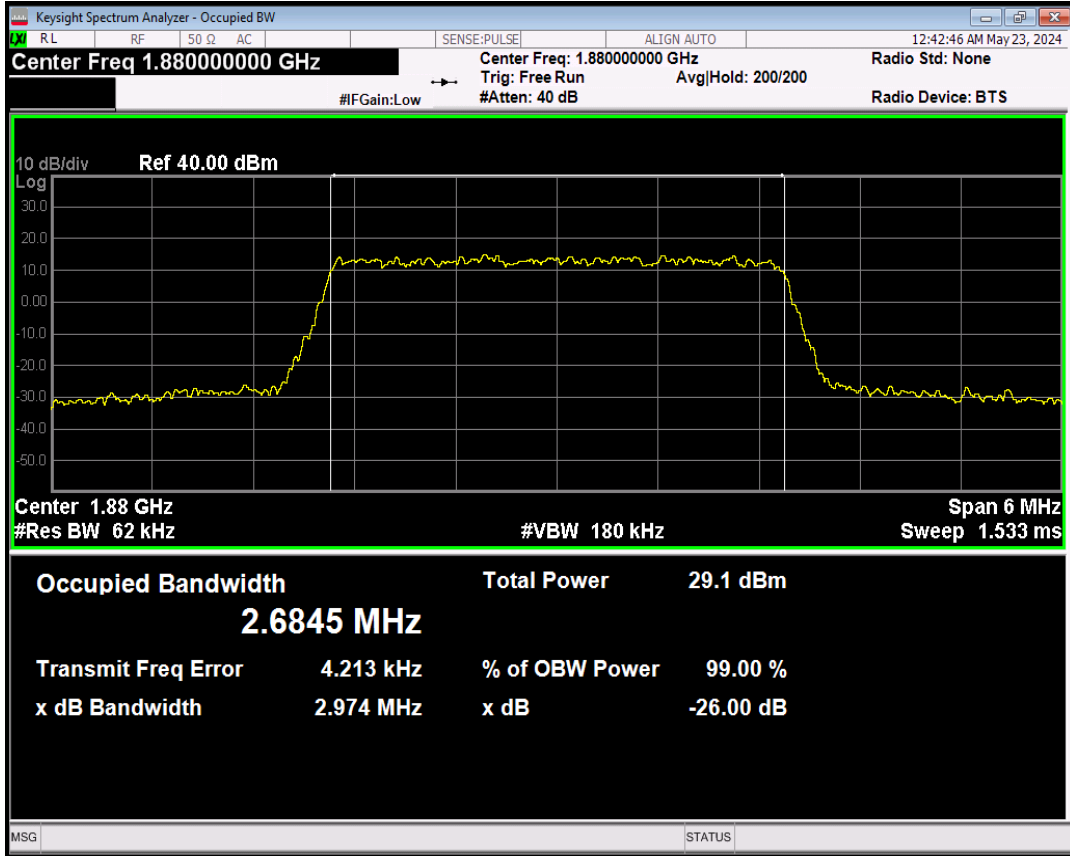 Keysight Spectrum Analyzer - Occupied BW
LXI RL RF 50 Ω AC SENSE:PULSE ALIGN AUTO 12:42:46 AM May 23, 2024
Center Freq 1.880000000 GHz Center Freq: 1.880000000 GHz Radio Std: None
Trig: Free Run Avg|Hold: 200/200
#IFGain:Low #Atten: 40 dB Radio Device: BTS
10 dB/div Ref 40.00 dBm
Log
30.0
20.0
10.0
0.00
-10.0
-20.0
-30.0
-40.0
-50.0
Center 1.88 GHz Span 6 MHz
#Res BW 62 kHz #VBW 180 kHz Sweep 1.533 ms
Occupied Bandwidth Total Power 29.1 dBm
2.6845 MHz
Transmit Freq Error 4.213 kHz % of OBW Power 99.00 %
x dB Bandwidth 2.974 MHz x dB -26.00 dB
MSG STATUS